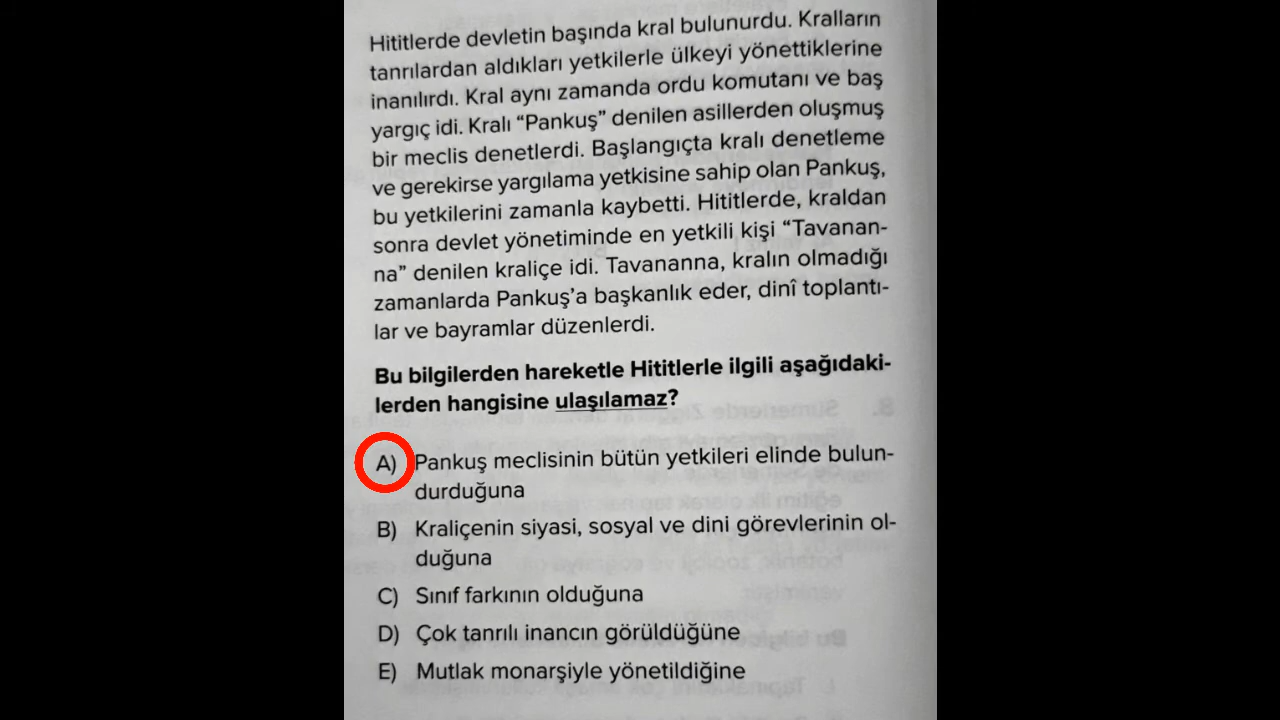 Hititlerde devletin başında kral bulunurdu. Kralların
tanrılardan aldıkları yetkilerle ülkeyi yönettiklerine
inanılırdı. Kral aynı zamanda ordu komutanı ve baş
yargıç idi. Kralı “Pankuş” denilen asillerden oluşmuş
bir meclis denetlerdi. Başlangıçta kralı denetleme
ve gerekirse yargılama yetkisine sahip olan Pankuş,
bu yetkilerini zamanla kaybetti. Hititlerde, kraldan
sonra devlet yönetiminde en yetkili kişi “Tavanan-
na” denilen kraliçe idi. Tavananna, kralın olmadığı
zamanlarda Pankuş’a başkanlık eder, dinî toplantı-
lar ve bayramlar düzenlerdi.
Bu bilgilerden hareketle Hititlerle ilgili aşağıdaki-
lerden hangisine ulaşılamaz?
A) Pankuş meclisinin bütün yetkileri elinde bulun-
durduğuna
B) Kraliçenin siyasi, sosyal ve dini görevlerinin ol-
duğuna
C) Sınıf farkının olduğuna
D) Çok tanrılı inancın görüldüğüne
E) Mutlak monarşiyle yönetildiğine